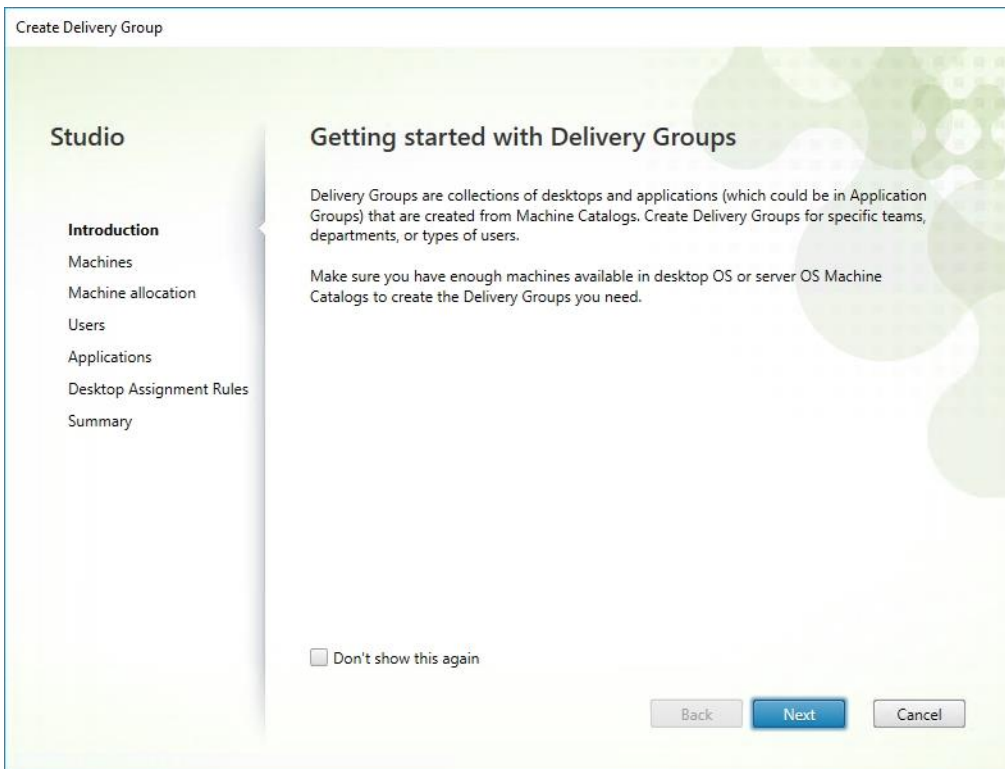 Create Delivery Group
Studio
Introduction
Machines
Machine allocation
Users
Applications
Desktop Assignment Rules
Summary
Getting started with Delivery Groups
Delivery Groups are collections of desktops and applications (which could be in Application
Groups) that are created from Machine Catalogs. Create Delivery Groups for specific teams,
departments, or types of users.
Make sure you have enough machines available in desktop OS or server OS Machine
Catalogs to create the Delivery Groups you need.
Don't show this again
Back
Next
Cancel